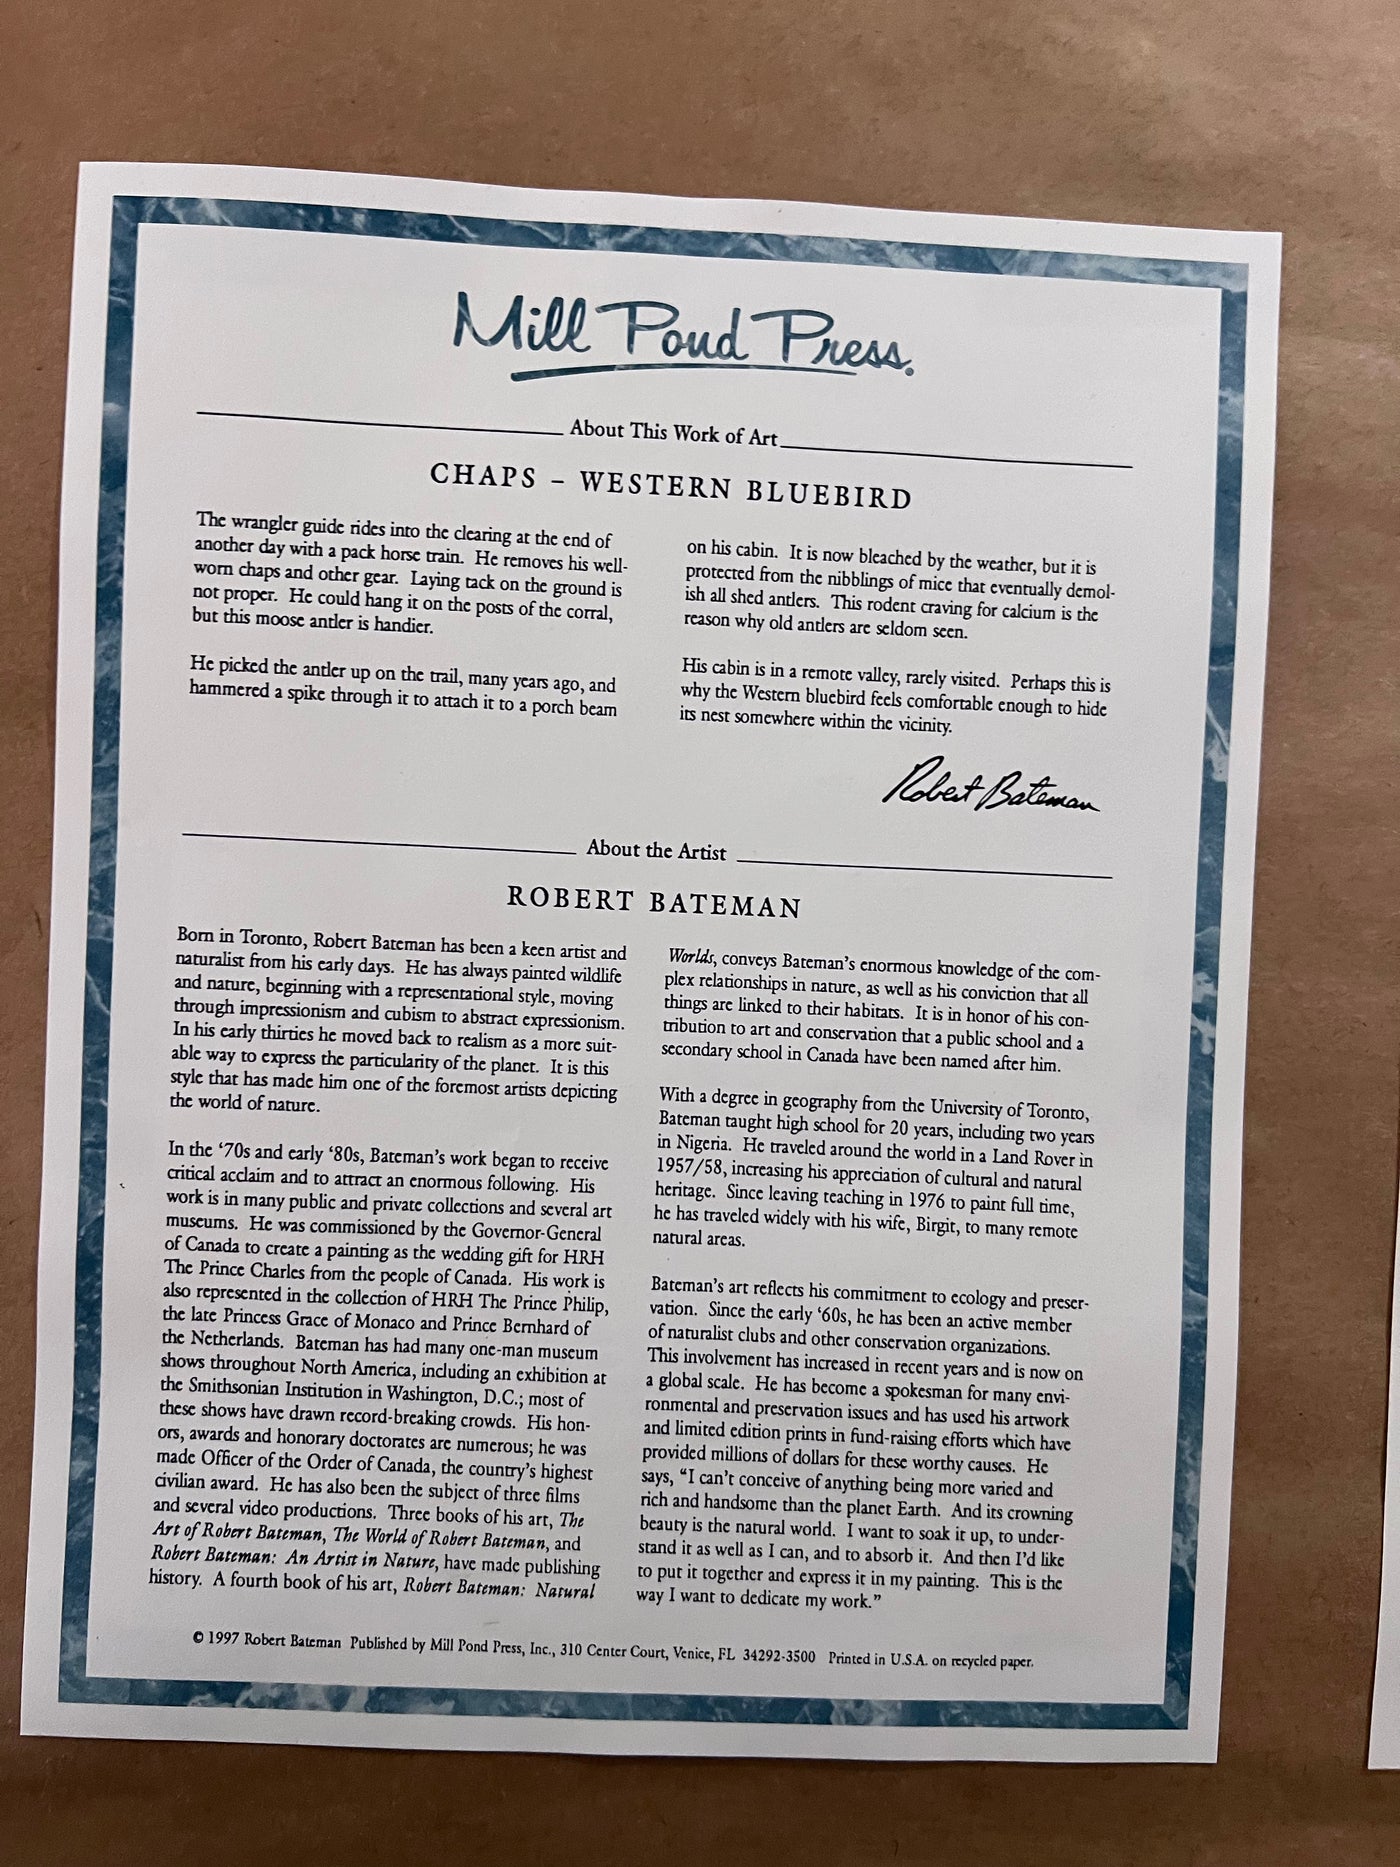 Mill Pond Press.
About This Work of Art
CHAPS – WESTERN BLUEBIRD
The wrangler guide rides into the clearing at the end of
another day with a pack horse train. He removes his well-
worn chaps and other gear. Laying tack on the ground is
not proper. He could hang it on the posts of the corral,
but this moose antler is handier.
He picked the antler up on the trail, many years ago, and
hammered a spike through it to attach it to a porch beam
on his cabin. It is now bleached by the weather, but it is
protected from the nibblings of mice that eventually demol-
ish all shed antlers. This rodent craving for calcium is the
reason why old antlers are seldom seen.
His cabin is in a remote valley, rarely visited. Perhaps this is
why the Western bluebird feels comfortable enough to hide
its nest somewhere within the vicinity.
Robert Bateman
About the Artist
ROBERT BATEMAN
Born in Toronto, Robert Bateman has been a keen artist and
naturalist from his early days. He has always painted wildlife
and nature, beginning with a representational style, moving
through impressionism and cubism to abstract expressionism.
In his early thirties he moved back to realism as a more suit-
able way to express the particularity of the planet. It is this
style that has made him one of the foremost artists depicting
the world of nature.
In the ‘70s and early ‘80s, Bateman’s work began to receive
critical acclaim and to attract an enormous following. His
work is in many public and private collections and several art
museums. He was commissioned by the Governor-General
of Canada to create a painting as the wedding gift for HRH
The Prince Charles from the people of Canada. His work is
also represented in the collection of HRH The Prince Philip,
the late Princess Grace of Monaco and Prince Bernhard of
the Netherlands. Bateman has had many one-man museum
shows throughout North America, including an exhibition at
the Smithsonian Institution in Washington, D.C.; most of
these shows have drawn record-breaking crowds. His hon-
ors, awards and honorary doctorates are numerous; he was
made Officer of the Order of Canada, the country’s highest
civilian award. He has also been the subject of three films
and several video productions. Three books of his art, The
Art of Robert Bateman, The World of Robert Bateman, and
Robert Bateman: An Artist in Nature, have made publishing
history. A fourth book of his art, Robert Bateman: Natural
Worlds, conveys Bateman’s enormous knowledge of the com-
plex relationships in nature, as well as his conviction that all
things are linked to their habitats. It is in honor of his con-
tribution to art and conservation that a public school and a
secondary school in Canada have been named after him.
With a degree in geography from the University of Toronto,
Bateman taught high school for 20 years, including two years
in Nigeria. He traveled around the world in a Land Rover in
1957/58, increasing his appreciation of cultural and natural
heritage. Since leaving teaching in 1976 to paint full time,
he has traveled widely with his wife, Birgit, to many remote
natural areas.
Bateman’s art reflects his commitment to ecology and preser-
vation. Since the early ‘60s, he has been an active member
of naturalist clubs and other conservation organizations.
This involvement has increased in recent years and is now on
a global scale. He has become a spokesman for many envi-
ronmental and preservation issues and has used his artwork
and limited edition prints in fund-raising efforts which have
provided millions of dollars for these worthy causes. He
says, “I can’t conceive of anything being more varied and
rich and handsome than the planet Earth. And its crowning
beauty is the natural world. I want to soak it up, to under-
stand it as well as I can, and to absorb it. And then I’d like
to put it together and express it in my painting. This is the
way I want to dedicate my work.”
© 1997 Robert Bateman Published by Mill Pond Press, Inc., 310 Center Court, Venice, FL 34292-3500 Printed in U.S.A. on recycled paper.